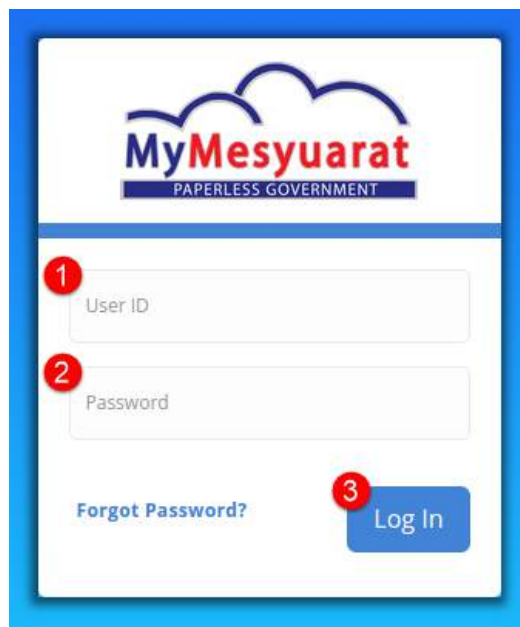 MyMesyuarat
PAPERLESS GOVERNMENT
1
User ID
2
Password
Forgot Password?
3
Log In